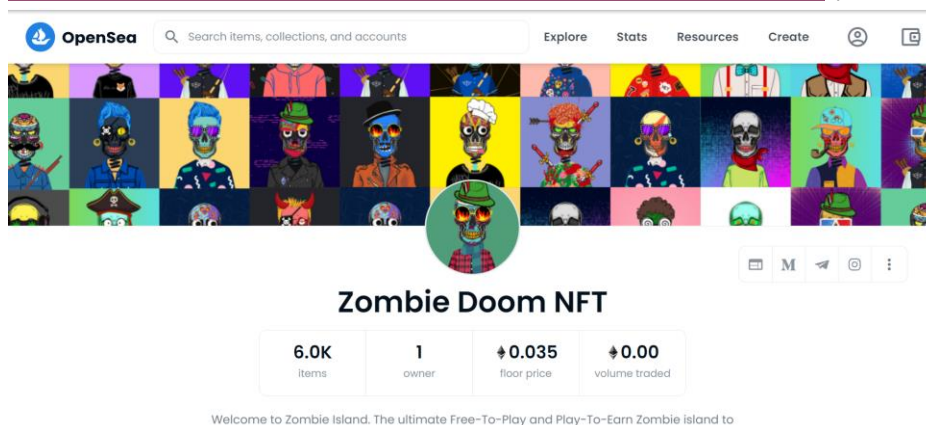 OpenSea
Search items, collections, and accounts
Explore
Stats
Resources
Create
Zombie Doom NFT
6.0K
items
1
owner
0.035
floor price
0.00
volume traded
Welcome to Zombie Island. The ultimate Free-To-Play and Play-To-Earn Zombie island to